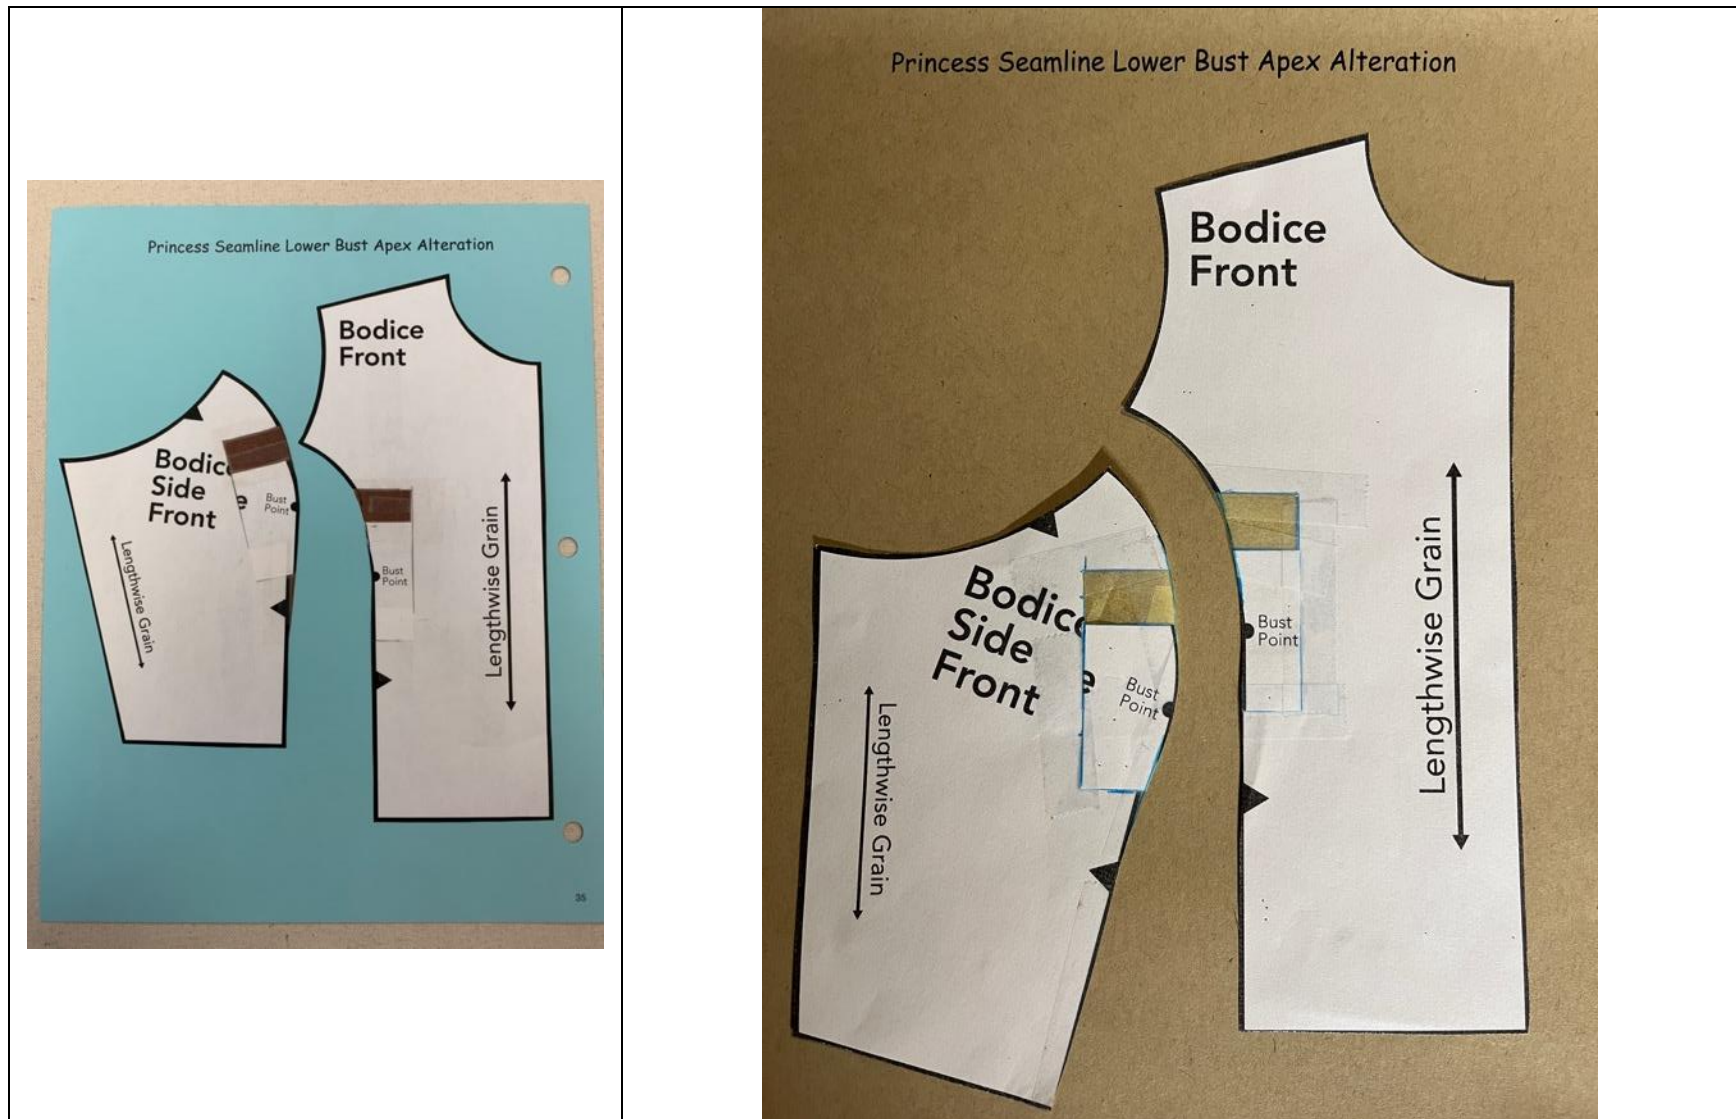 Princess Seamline Lower Bust Apex Alteration
Bodice
Front
Bodice
Side
Front
e
Bust
Point
Bust
Point
Lengthwise Grain
Lengthwise Grain
35
Princess Seamline Lower Bust Apex Alteration
Bodice
Front
Bodice
Side
Front
e
Bust
Point
Bust
Point
Lengthwise Grain
Lengthwise Grain